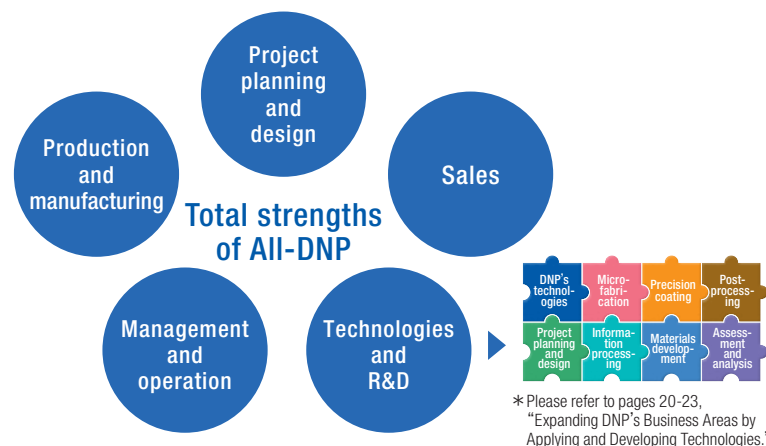 Project
planning
and
design
Production
and
manufacturing
Sales
Total strengths
of All-DNP
Management
and
operation
Technologies
and
R&D
DNP's
technol-
ogies
Micro-
fabri-
cation
Precision
coating
Post-
process-
ing
Project
planning
and
design
Informa-
tion
process-
ing
Materials
develop-
ment
Assess-
ment
and
analysis
＊Please refer to pages 20-23,
“Expanding DNP's Business Areas by
Applying and Developing Technologies.”